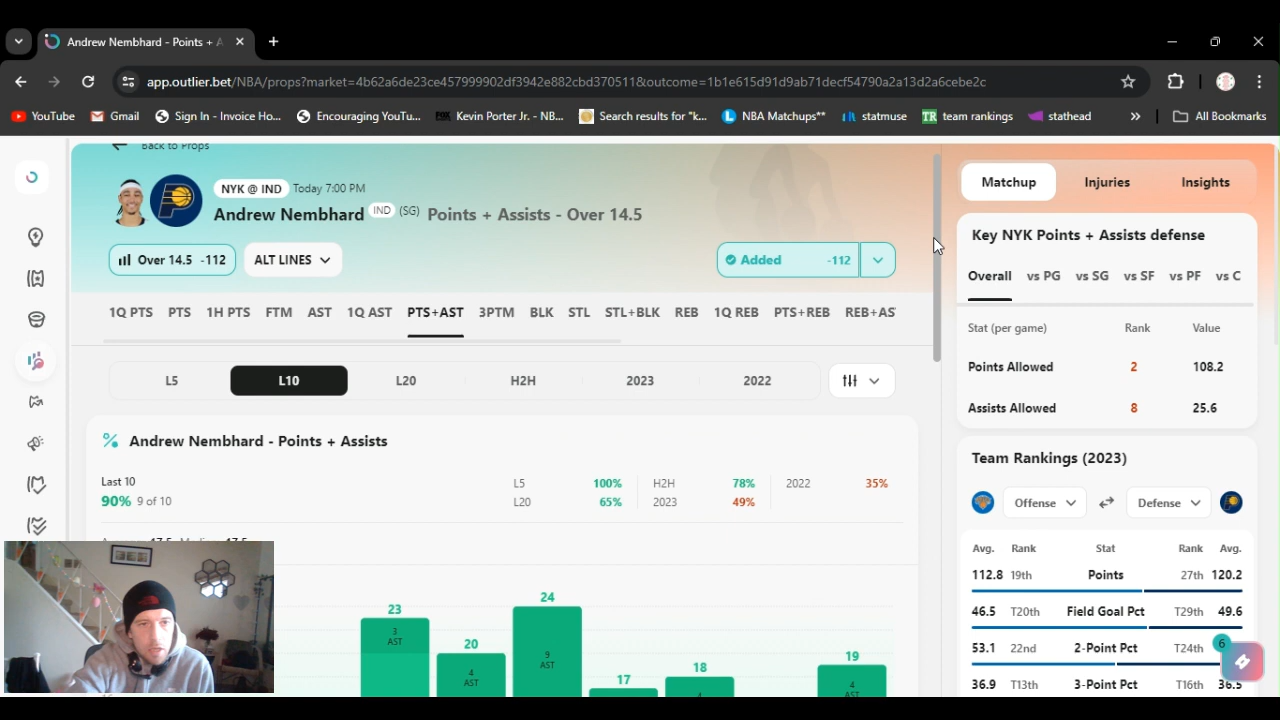 Andrew Nembhard - Points + A
app.outlier.bet/NBA/props?market=4b62a6de23ce457999902df3942e882cbd370511&outcome=1b1e615d91d9ab71decf54790a2a13d2a6cebe2c
YouTube Gmail Sign In - Invoice Ho... Encouraging YouTu... Kevin Porter Jr. - NB... Search results for "k... NBA Matchups** statmuse team rankings stathead » All Bookmarks
Back to Props
NYK @ IND Today 7:00 PM
Andrew Nembhard IND (SG) Points + Assists - Over 14.5
Over 14.5 -112 ALT LINES Added -112
1Q PTS PTS 1H PTS FTM AST 1Q AST PTS+AST 3PTM BLK STL STL+BLK REB 1Q REB PTS+REB REB+AS
L5 L10 L20 H2H 2023 2022
Andrew Nembhard - Points + Assists
Last 10
90% 9 of 10
L5 100% H2H 78% 2022 35%
L20 65% 2023 49%
23
3
AST
20
4
AST
24
9
AST
17
18
4
19
4
AST
Matchup Injuries Insights
Key NYK Points + Assists defense
Overall vs PG vs SG vs SF vs PF vs C
Stat (per game) Rank Value
Points Allowed 2 108.2
Assists Allowed 8 25.6
Team Rankings (2023)
Offense Defense
Avg. Rank Stat Rank Avg.
112.8 19th Points 27th 120.2
46.5 T20th Field Goal Pct T29th 49.6
53.1 22nd 2-Point Pct T24th
6
36.9 T13th 3-Point Pct T16th 36.5